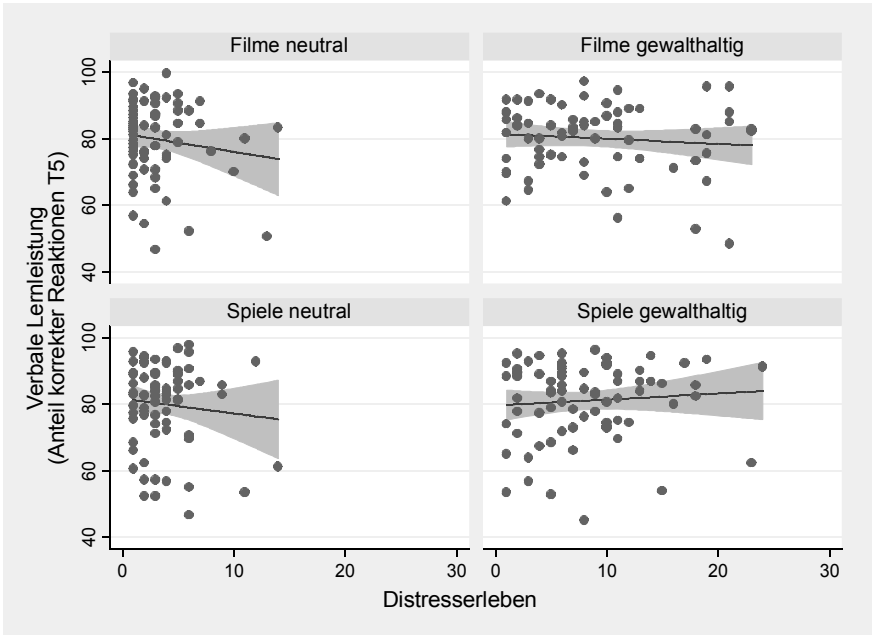 Filme neutral
Filme gewalthaltig
100
80
60
40
Spiele neutral
Spiele gewalthaltig
100
80
60
40
Verbale Lernleistung
(Anteil korrekter Reaktionen T5)
0
10
20
30
0
10
20
30
Distresserleben